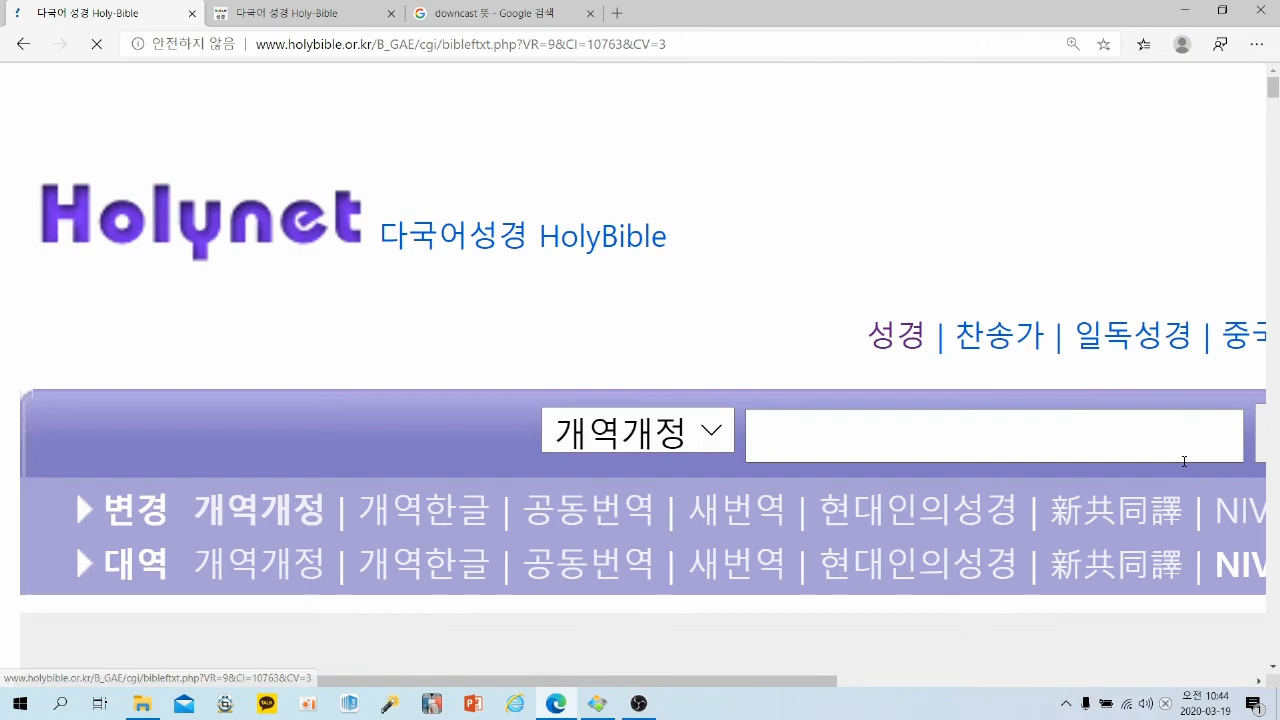 다국어 성경 Holy-Bible
다국어 성경 Holy-Bible
downcast 뜻 - Google 검색
안전하지 않음 | www.holybible.or.kr/B_GAE/cgi/bibleftxt.php?VR=9&CI=10763&CV=3
Holynet 다국어성경 HolyBible
성경 | 찬송가 | 일독성경 | 중국
개역개정
변경 개역개정 | 개역한글 | 공동번역 | 새번역 | 현대인의성경 | 新共同譯 | NIV
대역 개역개정 | 개역한글 | 공동번역 | 새번역 | 현대인의성경 | 新共同譯 | NIV
www.holybible.or.kr/B_GAE/cgi/bibleftxt.php?VR=9&CI=10763&CV=3
오전 10:44
2020-03-19